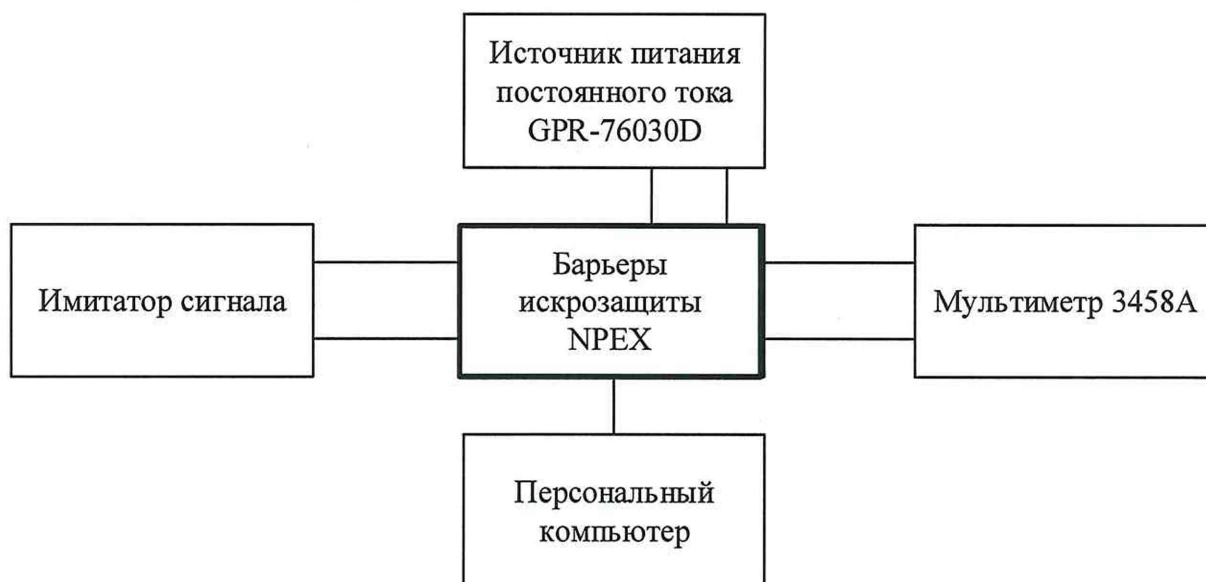 Источник питания
постоянного тока
GPR-76030D
Имитатор сигнала
Барьеры
искрозащиты
NPEX
Мультиметр 3458А
Персональный
компьютер